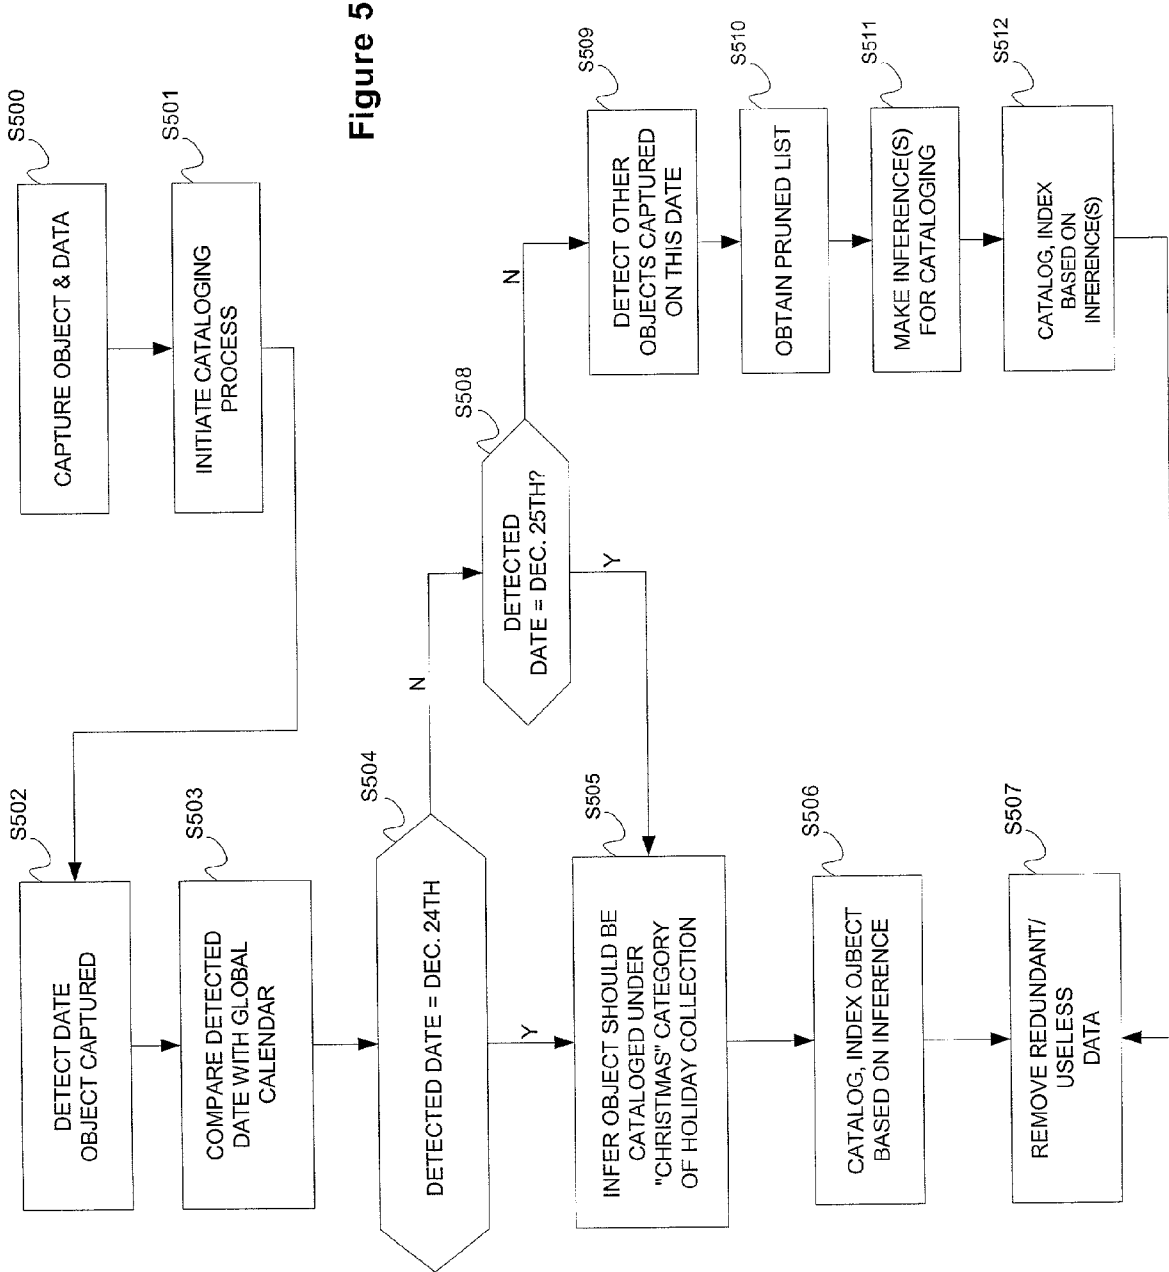 Figure 5
S500
CAPTURE OBJECT & DATA
S501
INITIATE CATALOGING
PROCESS
S502
DETECT DATE
OBJECT CAPTURED
S503
COMPARE DETECTED
DATE WITH GLOBAL
CALENDAR
S504
DETECTED DATE = DEC. 24TH
N
Y
S505
INFER OBJECT SHOULD BE
CATALOGED UNDER
"CHRISTMAS" CATEGORY
OF HOLIDAY COLLECTION
S506
CATALOG, INDEX OJBECT
BASED ON INFERENCE
S507
REMOVE REDUNDANT/
USELESS
DATA
S508
DETECTED
DATE = DEC. 25TH?
N
Y
S509
DETECT OTHER
OBJECTS CAPTURED
ON THIS DATE
S510
OBTAIN PRUNED LIST
S511
MAKE INFERENCE(S)
FOR CATALOGING
S512
CATALOG, INDEX
BASED ON
INFERENCE(S)